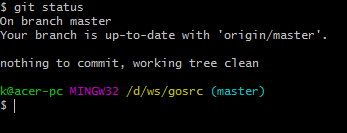 $ git status
On branch master
Your branch is up-to-date with 'origin/master'.
nothing to commit, working tree clean
k@acer-pc MINGW32 /d/ws/gosrc (master)
$